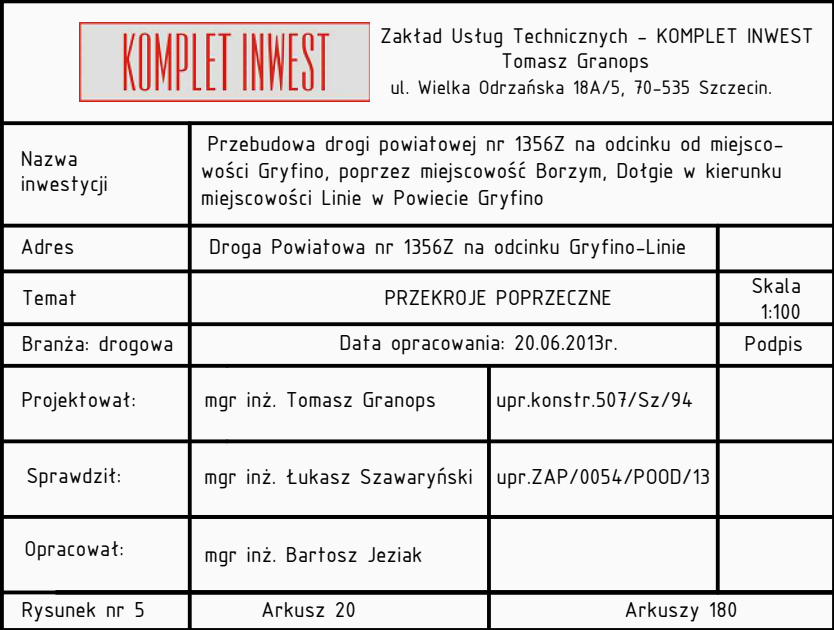 KOMPLET INWEST
Zakład Usług Technicznych - KOMPLET INWEST
Tomasz Granops
ul. Wielka Odrzańska 18A/5, 70-535 Szczecin.
Nazwa
inwestycji
Przebudowa drogi powiatowej nr 1356Z na odcinku od miejsco-
wości Gryfino, poprzez miejscowość Borzym, Dołgie w kierunku
miejscowości Linie w Powiecie Gryfino
Adres
Droga Powiatowa nr 1356Z na odcinku Gryfino-Linie
Temat
PRZEKROJE POPRZECZNE
Skala
1:100
Branża: drogowa
Data opracowania: 20.06.2013r.
Podpis
Projektował:
mgr inż. Tomasz Granops
upr.konstr.507/Sz/94
Sprawdził:
mgr inż. Łukasz Szawaryński
upr.ZAP/0054/POOD/13
Opracował:
mgr inż. Bartosz Jeziak
Rysunek nr 5
Arkusz 20
Arkuszy 180